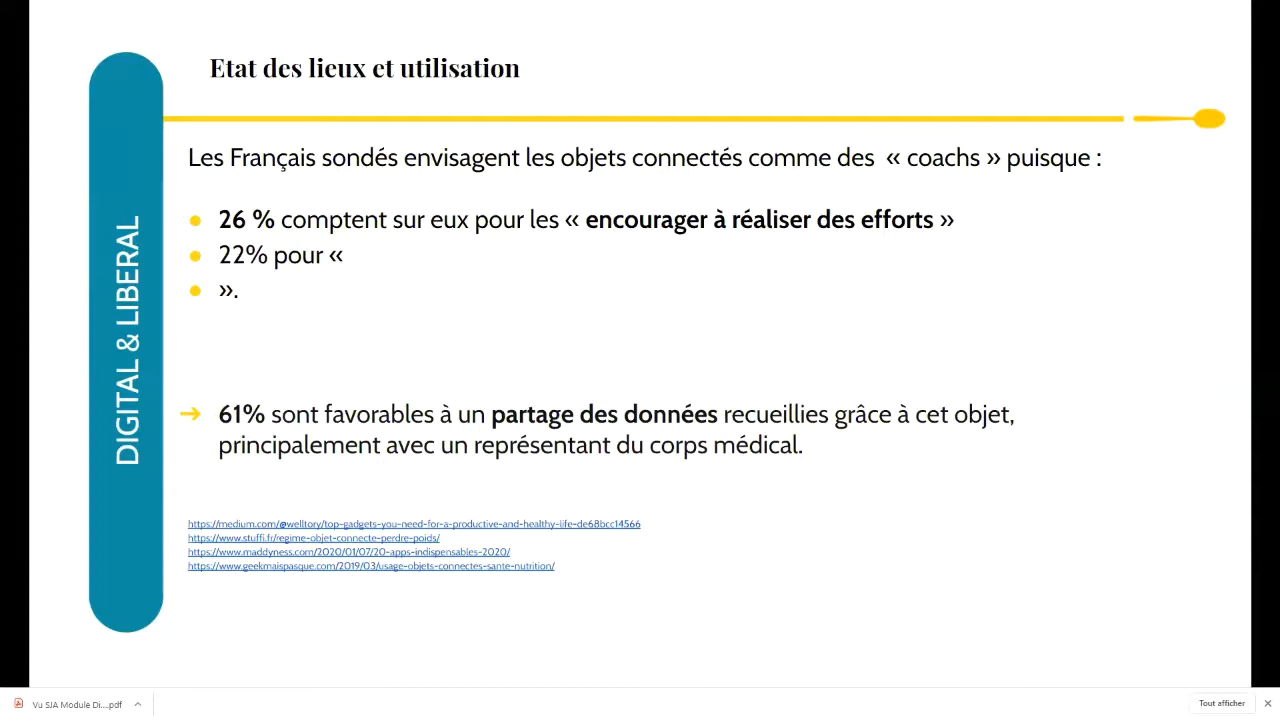 Etat des lieux et utilisation
DIGITAL & LIBERAL
Les Français sondés envisagent les objets connectés comme des « coachs » puisque :
● 26 % comptent sur eux pour les « encourager à réaliser des efforts »
● 22% pour «
● ».
➔ 61% sont favorables à un partage des données recueillies grâce à cet objet,
principalement avec un représentant du corps médical.
https://medium.com/@welltory/top-gadgets-you-need-for-a-productive-and-healthy-life-de68bcc14566
https://www.stuffi.fr/regime-objet-connecte-perdre-poids/
https://www.maddyness.com/2020/01/07/20-apps-indispensables-2020/
https://www.geekmaispasque.com/2019/03/usage-objets-connectes-sante-nutrition/
Vu SJA Module Di....pdf
Tout afficher